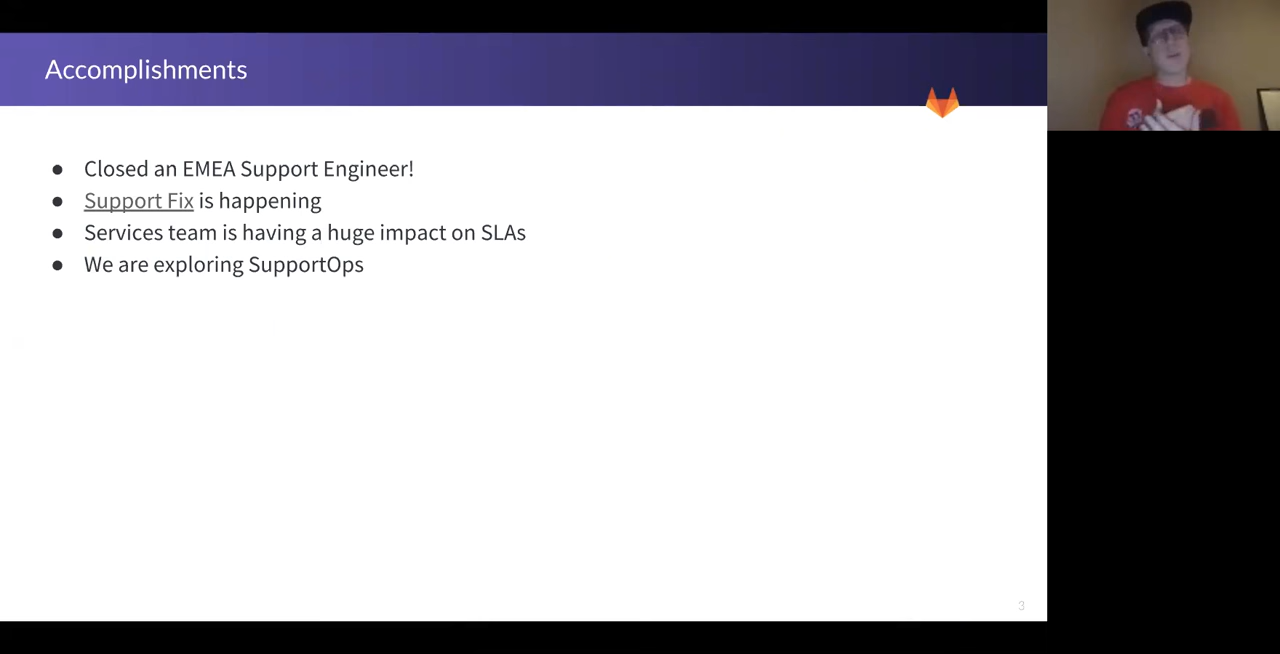 Accomplishments
● Closed an EMEA Support Engineer!
● Support Fix is happening
● Services team is having a huge impact on SLAs
● We are exploring SupportOps
3